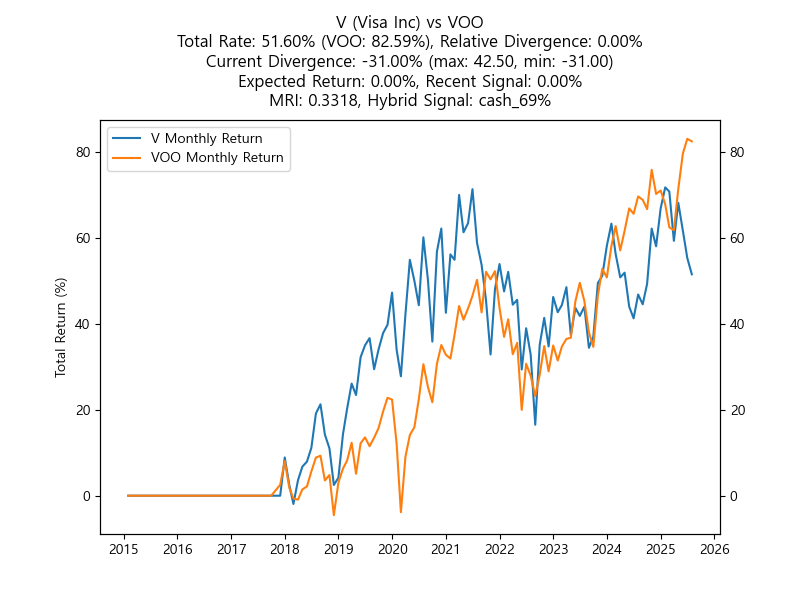 V (Visa Inc) vs VOO
Total Rate: 51.60% (VOO: 82.59%), Relative Divergence: 0.00%
Current Divergence: -31.00% (max: 42.50, min: -31.00)
Expected Return: 0.00%, Recent Signal: 0.00%
MRI: 0.3318, Hybrid Signal: cash_69%
V Monthly Return
VOO Monthly Return
Total Return (%)
80
60
40
20
0
80
60
40
20
0
2015 2016 2017 2018 2019 2020 2021 2022 2023 2024 2025 2026